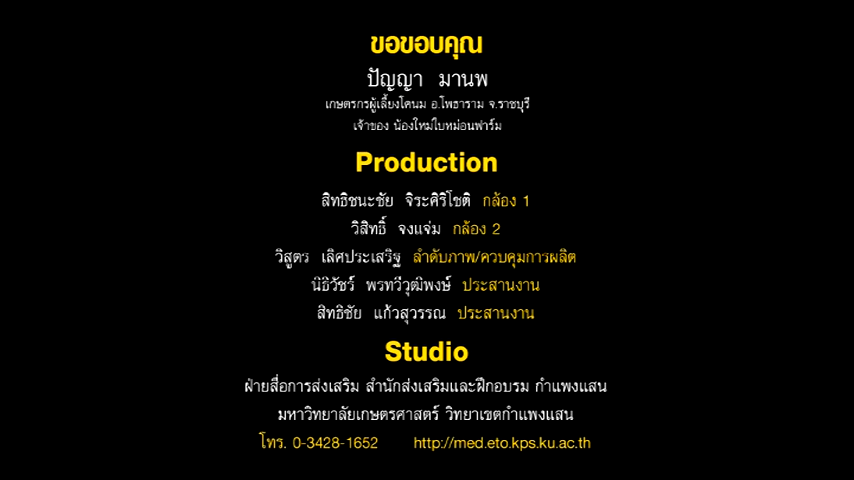 ขอขอบคุณ
ปัญญา มานพ
เกษตรกรผู้เลี้ยงโคนม อ.โพธาราม จ.ราชบุรี
เจ้าของ น้องใหม่ใบหม่อนฟาร์ม
Production
สิทธิชนะชัย จิระศิริโชติ กล้อง 1
วิสิทธิ์ จงแจ่ม กล้อง 2
วิสูตร เลิศประเสริฐ ลำดับภาพ/ควบคุมการผลิต
นิธิวัชร์ พรทวีวุฒิพงษ์ ประสานงาน
สิทธิชัย แก้วสุวรรณ ประสานงาน
Studio
ฝ่ายสื่อการส่งเสริม สำนักส่งเสริมและฝึกอบรม กำแพงแสน
มหาวิทยาลัยเกษตรศาสตร์ วิทยาเขตกำแพงแสน
โทร. 0-3428-1652 http://med.eto.kps.ku.ac.th